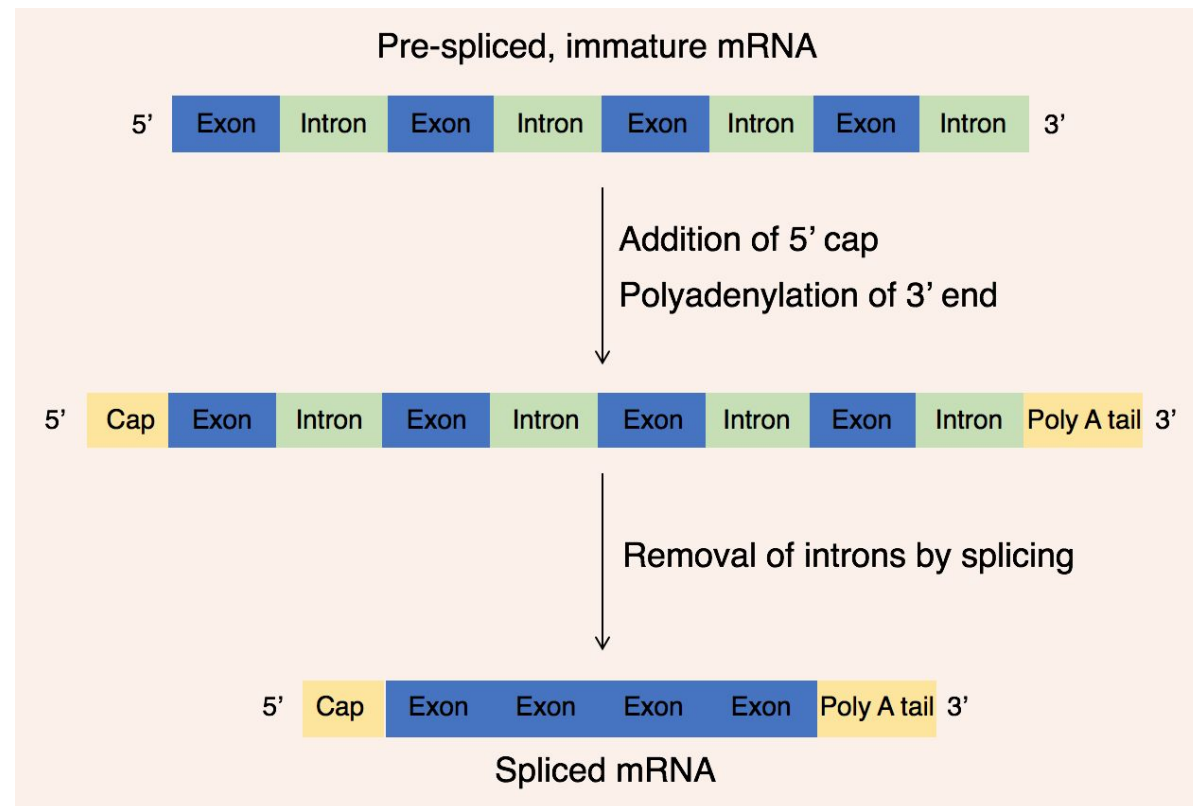 Pre-spliced, immature mRNA
5’ Exon Intron Exon Intron Exon Intron Exon Intron 3’
Addition of 5’ cap
Polyadenylation of 3’ end
5’ Cap Exon Intron Exon Intron Exon Intron Exon Intron Poly A tail 3’
Removal of introns by splicing
5’ Cap Exon Exon Exon Exon Poly A tail 3’
Spliced mRNA